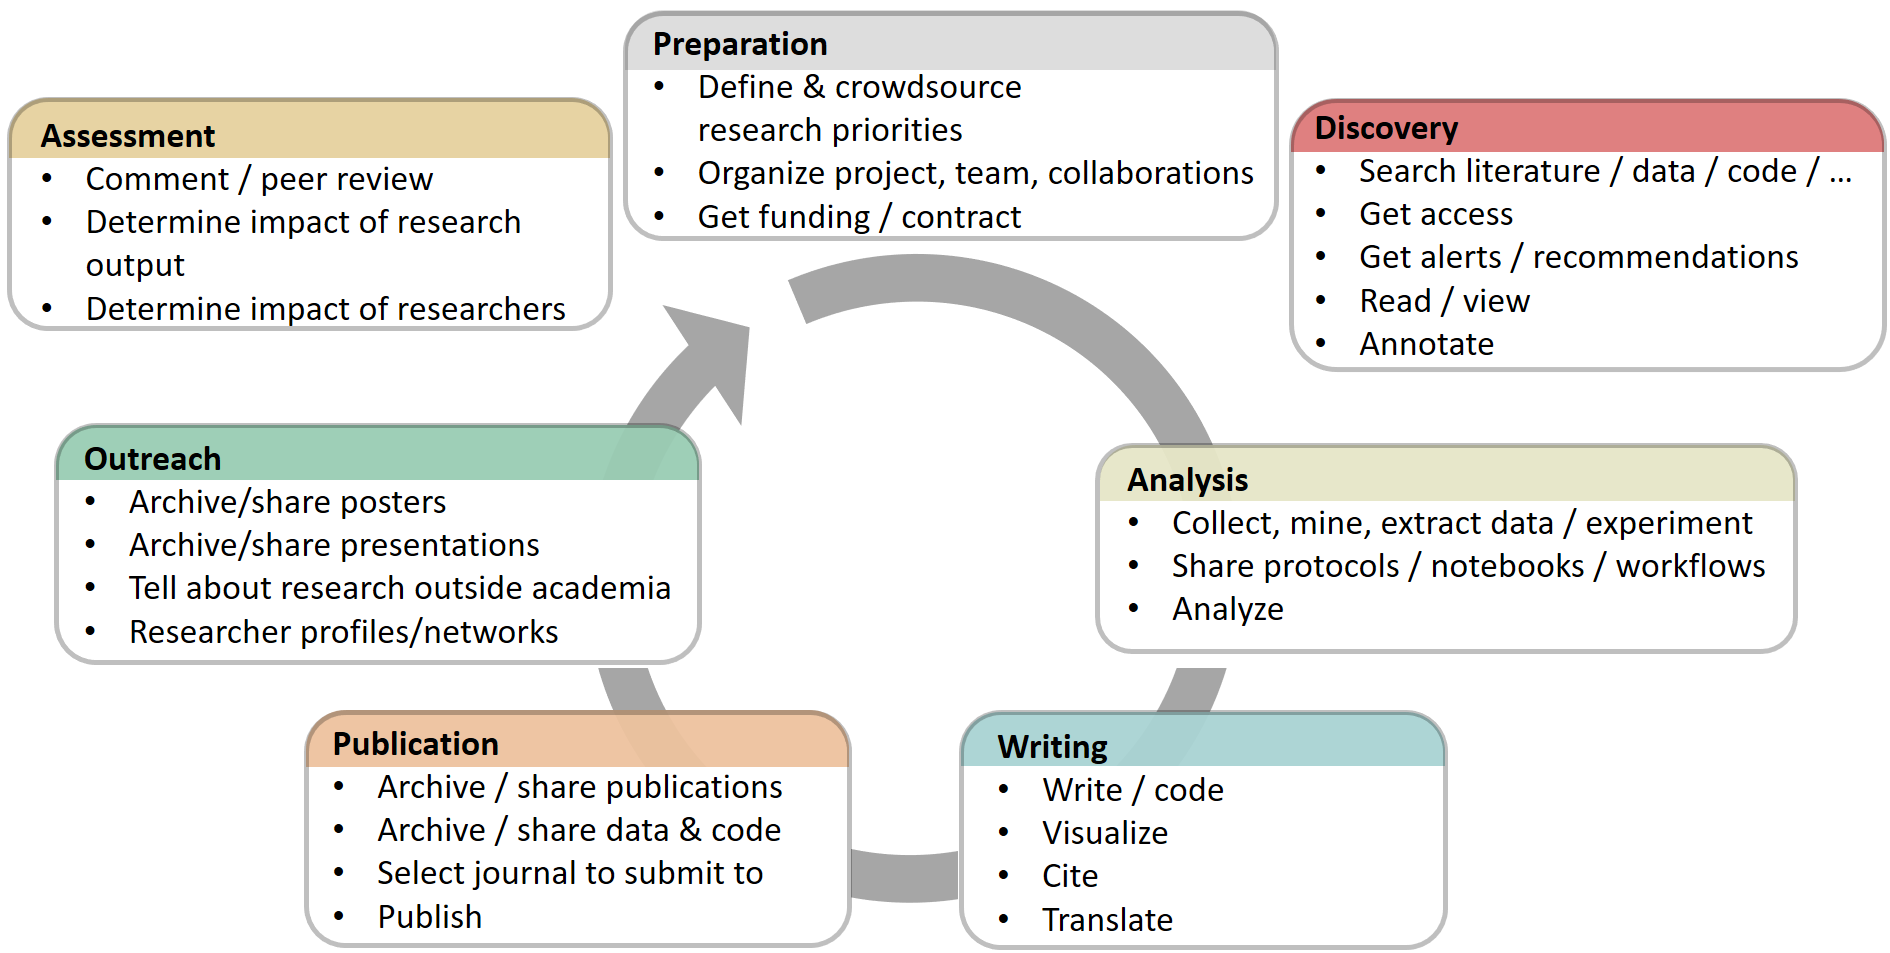 Preparation
• Define & crowdsource
research priorities
• Organize project, team, collaborations
• Get funding / contract
Discovery
• Search literature / data / code / ...
• Get access
• Get alerts / recommendations
• Read / view
• Annotate
Analysis
• Collect, mine, extract data / experiment
• Share protocols / notebooks / workflows
• Analyze
Writing
• Write / code
• Visualize
• Cite
• Translate
Publication
• Archive / share publications
• Archive / share data & code
• Select journal to submit to
• Publish
Outreach
• Archive/share posters
• Archive/share presentations
• Tell about research outside academia
• Researcher profiles/networks
Assessment
• Comment / peer review
• Determine impact of research
output
• Determine impact of researchers